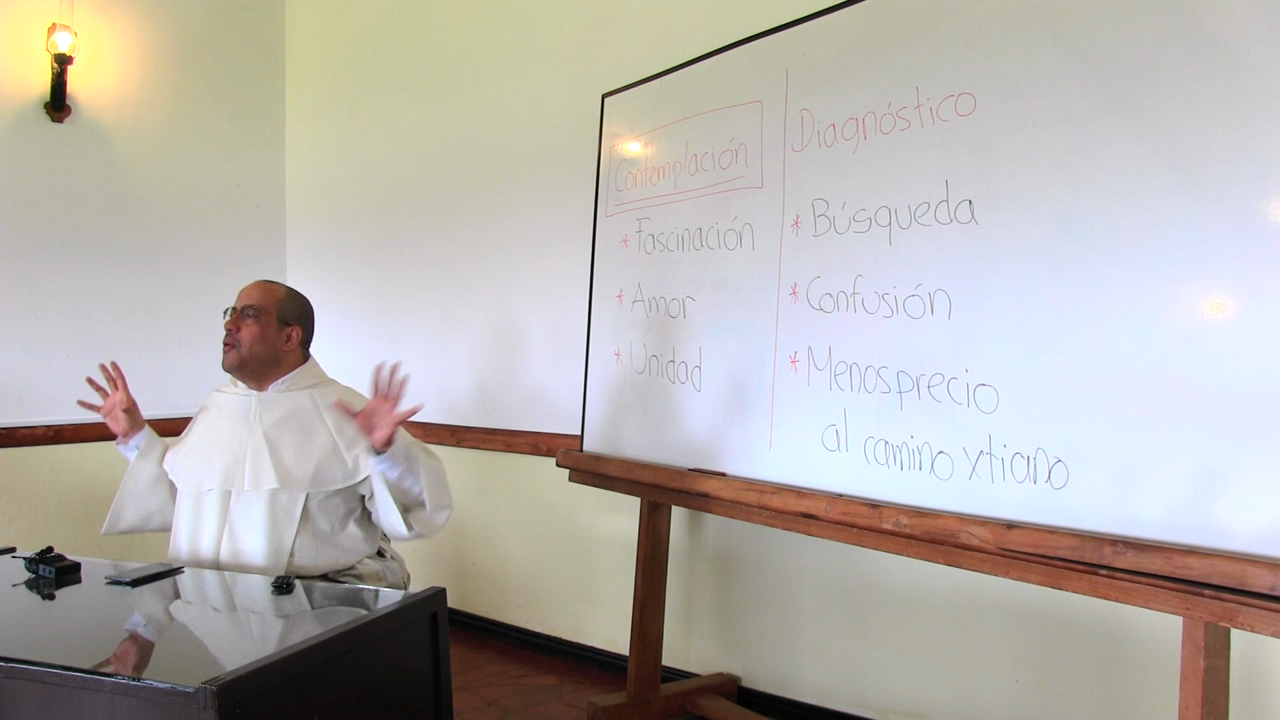 Contemplación
* Fascinación
* Amor
* Unidad
Diagnóstico
* Búsqueda
* Confusión
* Menosprecio
al camino xtiano